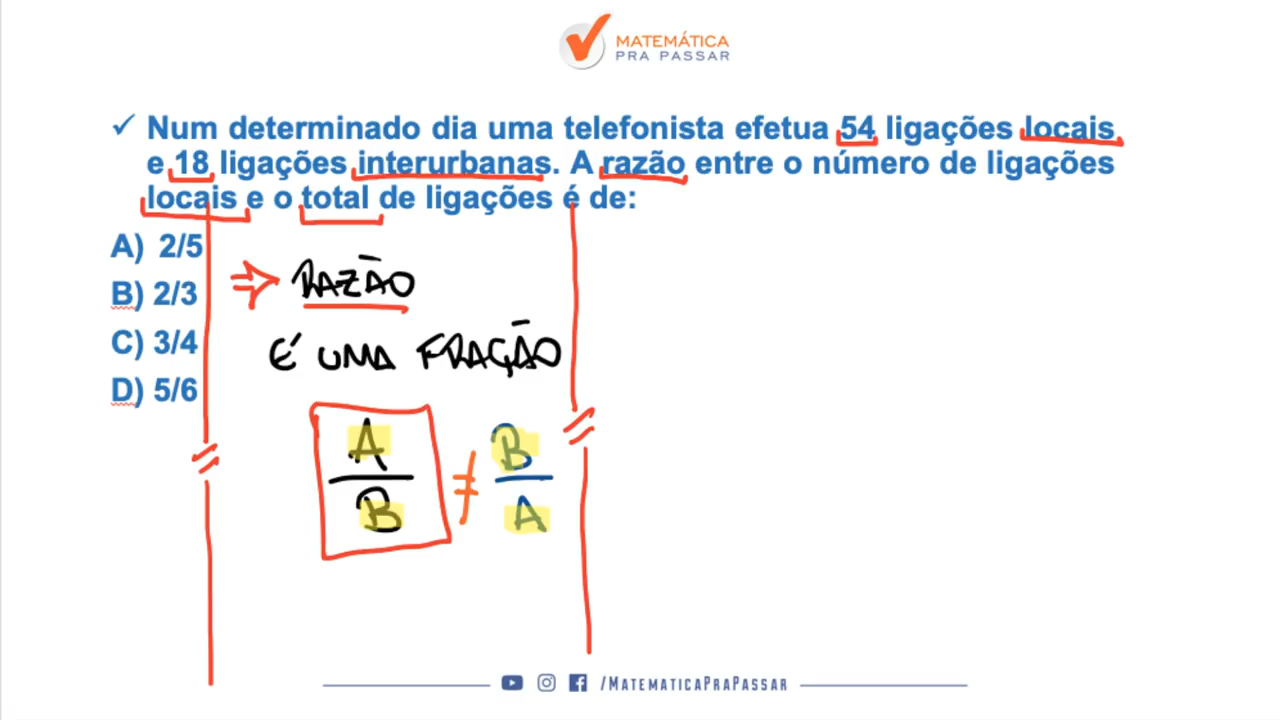 MATEMÁTICA
PRA PASSAR
✓ Num determinado dia uma telefonista efetua 54 ligações locais
e 18 ligações interurbanas. A razão entre o número de ligações
locais e o total de ligações é de:
A) 2/5
B) 2/3
C) 3/4
D) 5/6
⇒ RAZÃO
É UMA FRAÇÃO
A/B ≠ B/A
/MATEMATICAPRAPASSAR